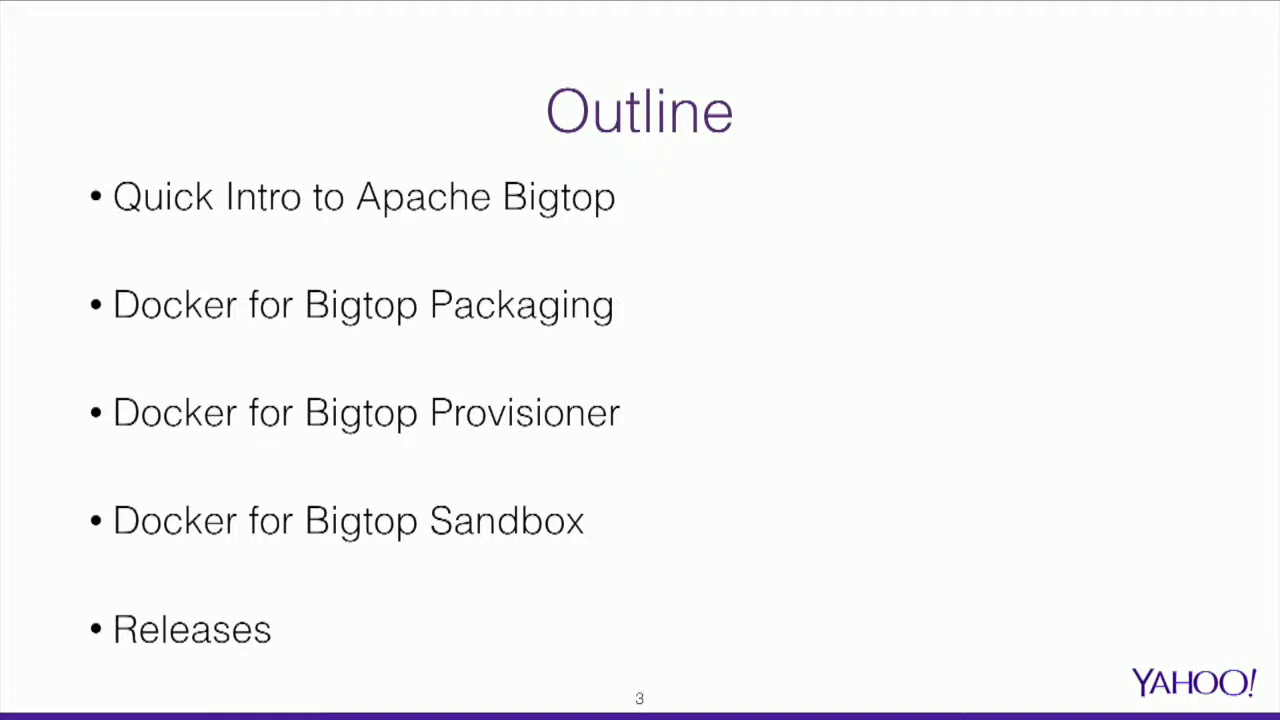 Outline
• Quick Intro to Apache Bigtop
• Docker for Bigtop Packaging
• Docker for Bigtop Provisioner
• Docker for Bigtop Sandbox
• Releases
3
YAHOO!